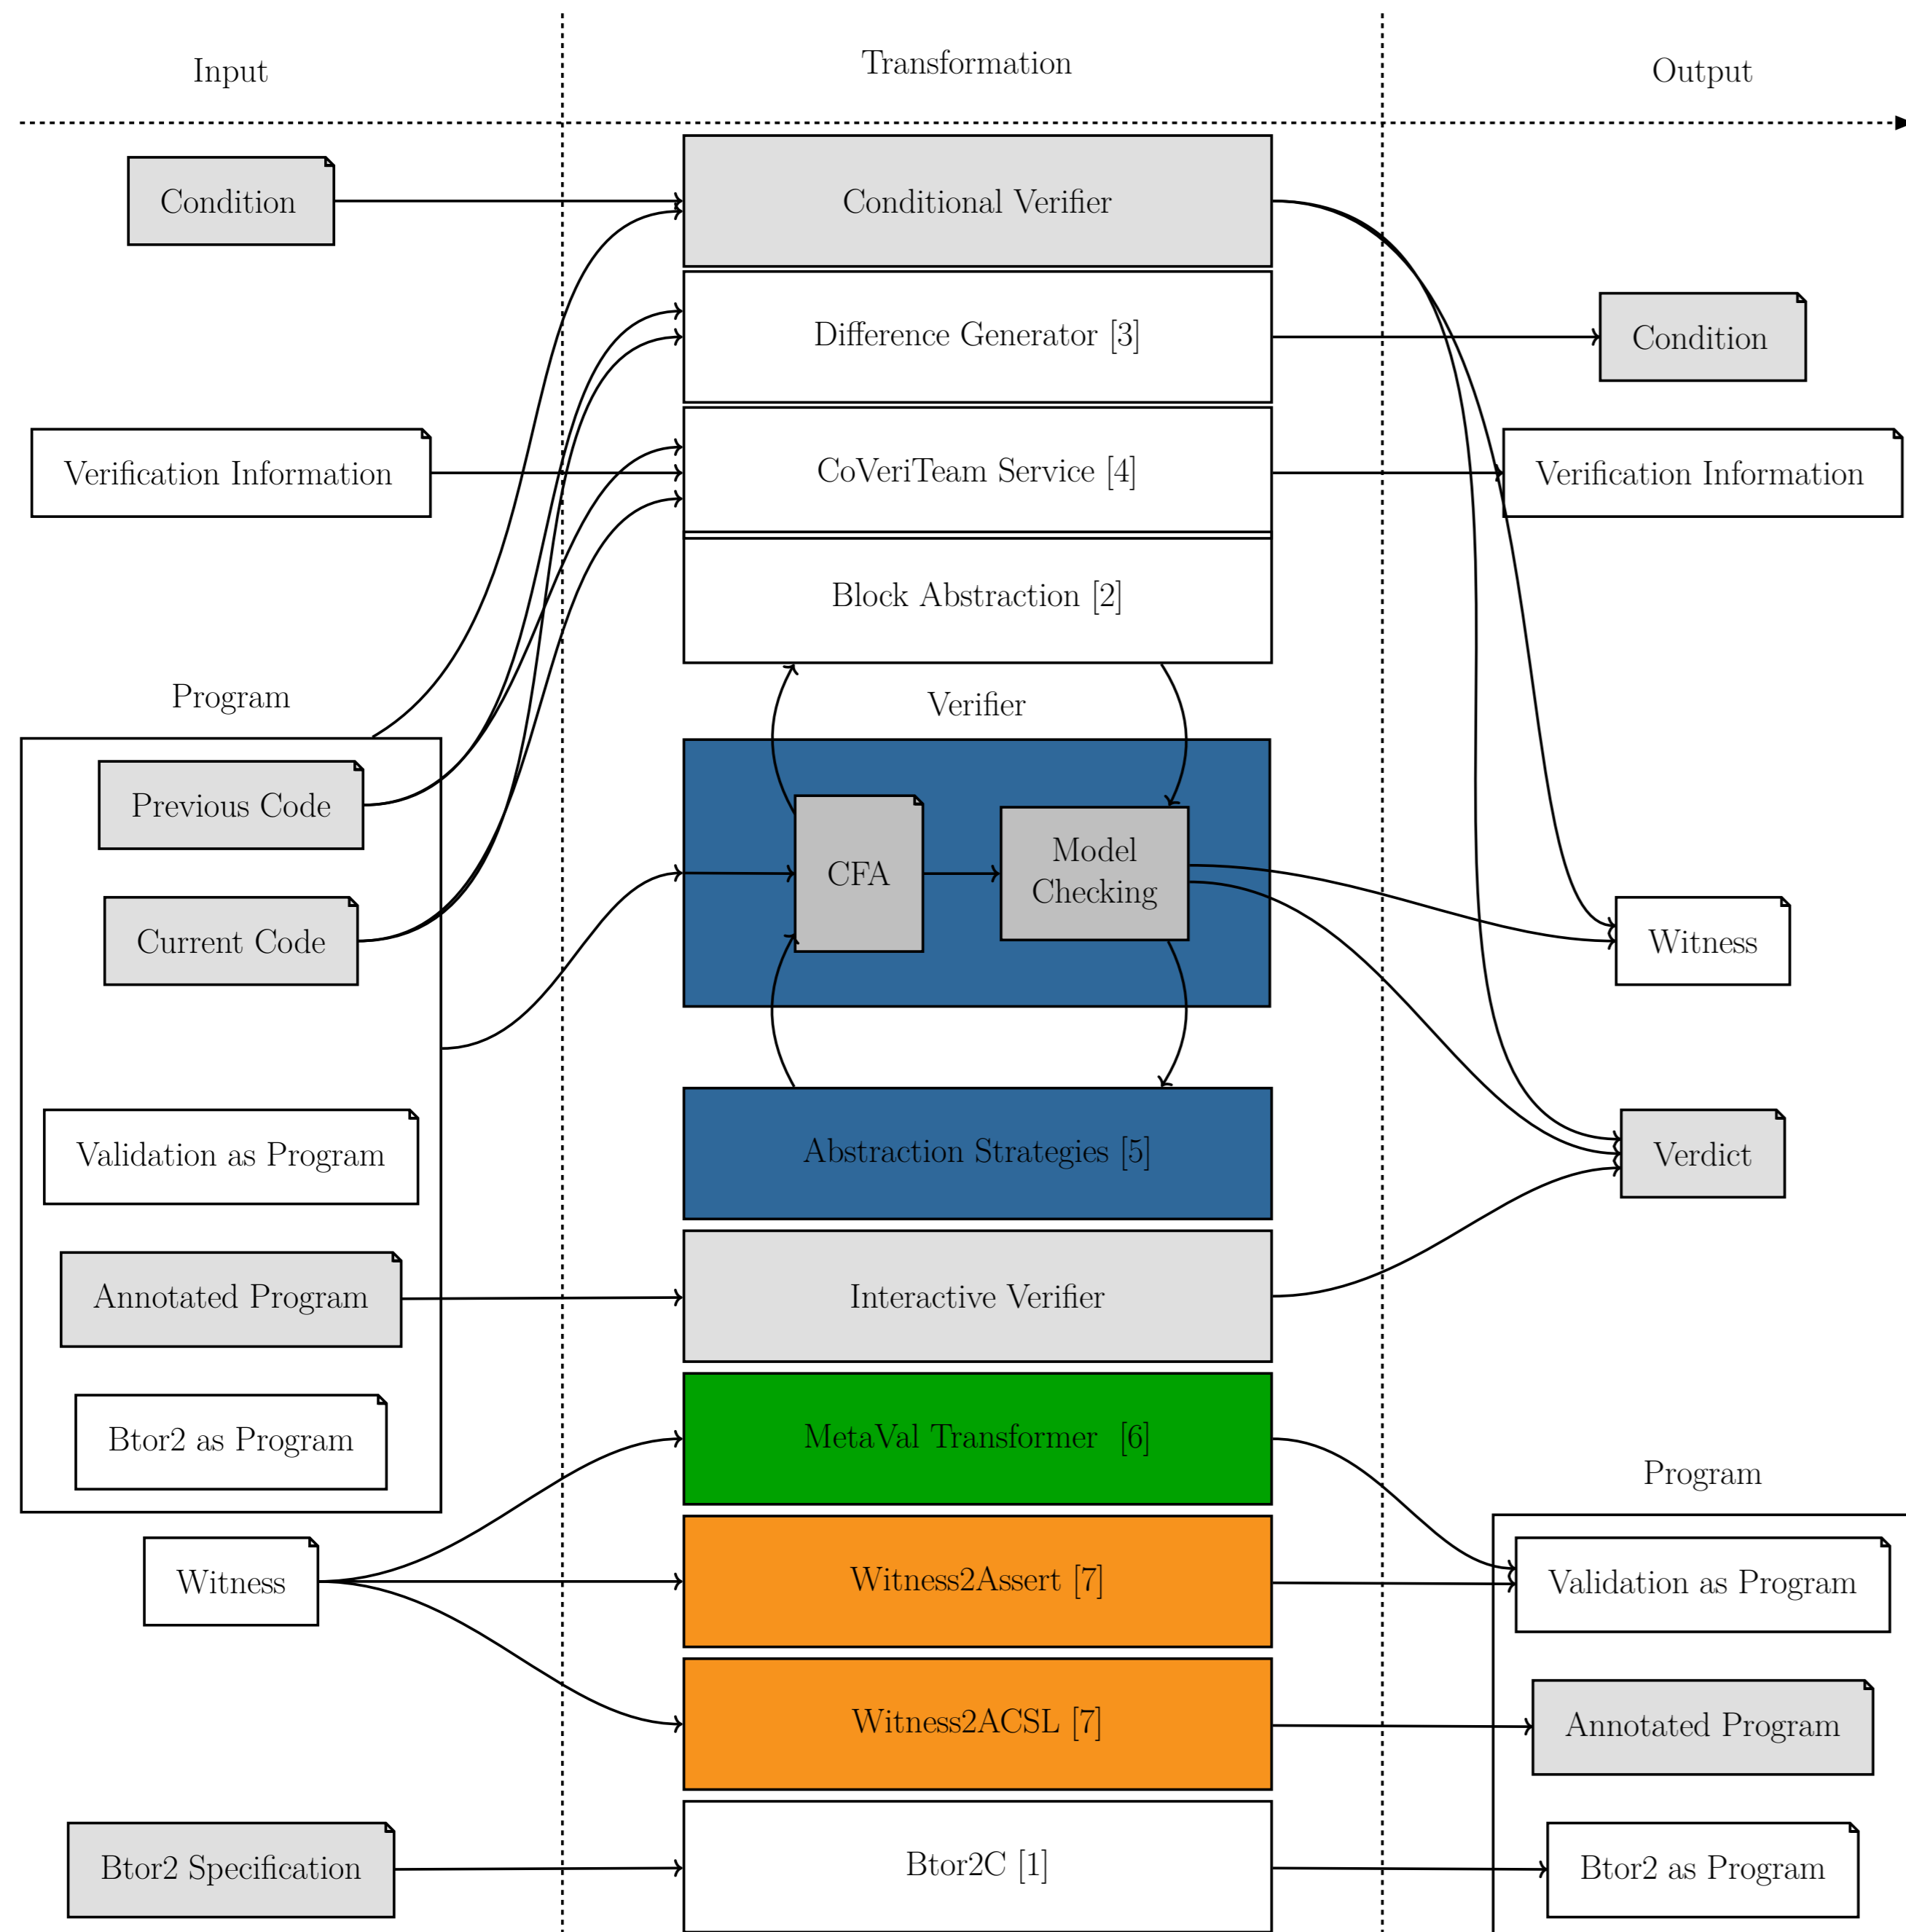 Input
Transformation
Output
Condition
Conditional Verifier
Difference Generator [3]
Condition
Verification Information
CoVeriTeam Service [4]
Verification Information
Block Abstraction [2]
Program
Verifier
Previous Code
CFA
Model
Checking
Current Code
Witness
Validation as Program
Abstraction Strategies [5]
Verdict
Annotated Program
Interactive Verifier
Btor2 as Program
MetaVal Transformer [6]
Program
Witness
Witness2Assert [7]
Validation as Program
Witness2ACSL [7]
Annotated Program
Btor2 Specification
Btor2C [1]
Btor2 as Program